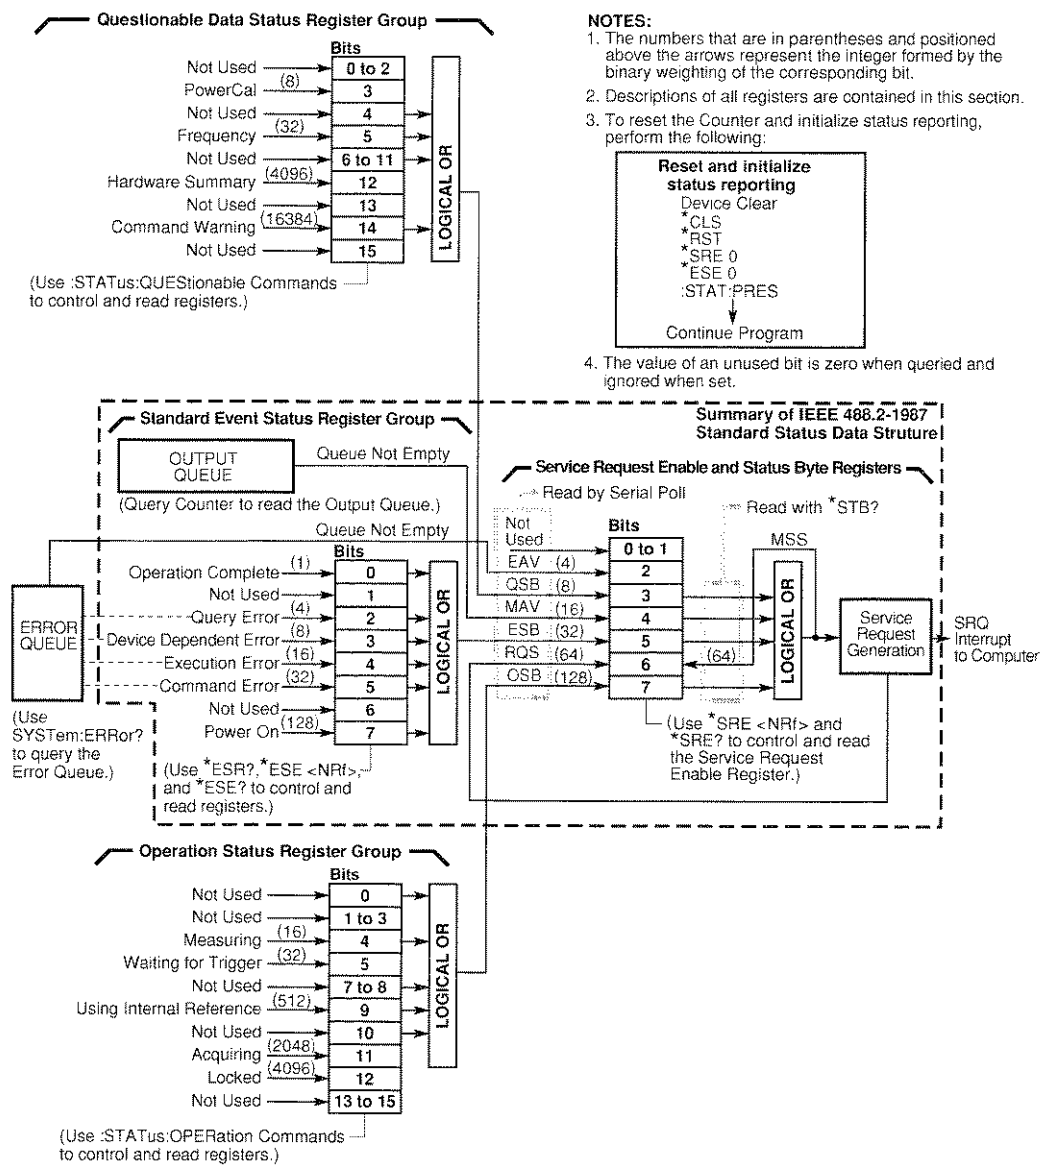 Questionable Data Status Register Group
Bits
Not Used 0 to 2
PowerCal (8) 3
Not Used 4
Frequency (32) 5
Not Used 6 to 11
Hardware Summary (4096) 12
Not Used 13
Command Warning (16384) 14
Not Used 15
LOGICAL OR
(Use :STATus:QUEStionable Commands
to control and read registers.)
NOTES:
1. The numbers that are in parentheses and positioned
above the arrows represent the integer formed by the
binary weighting of the corresponding bit.
2. Descriptions of all registers are contained in this section.
3. To reset the Counter and initialize status reporting,
perform the following:
Reset and initialize
status reporting
Device Clear
*CLS
*RST
*SRE 0
*ESE 0
:STAT:PRES
Continue Program
4. The value of an unused bit is zero when queried and
ignored when set.
Summary of IEEE 488.2-1987
Standard Status Data Struture
Standard Event Status Register Group
OUTPUT
QUEUE
Queue Not Empty
(Query Counter to read the Output Queue.)
Queue Not Empty
Bits
Operation Complete (1) 0
Not Used 1
Query Error (4) 2
Device Dependent Error (8) 3
Execution Error (16) 4
Command Error (32) 5
Not Used 6
Power On (128) 7
LOGICAL OR
ERROR
QUEUE
(Use
SYSTem:ERRor?
to query the
Error Queue.)
(Use *ESR?, *ESE <NRf>,
and *ESE? to control and
read registers.)
Service Request Enable and Status Byte Registers
Read by Serial Poll
Read with *STB?
Bits
Not
Used
0 to 1
EAV (4) 2
QSB (8) 3
MAV (16) 4
ESB (32) 5
RQS (64) 6
OSB (128) 7
(64)
MSS
LOGICAL OR
Service
Request
Generation
SRQ
Interrupt
to Computer
(Use *SRE <NRf> and
*SRE? to control and read
the Service Request
Enable Register.)
Operation Status Register Group
Bits
Not Used 0
Not Used 1 to 3
Measuring (16) 4
Waiting for Trigger (32) 5
Not Used 7 to 8
Using Internal Reference (512) 9
Not Used 10
Acquiring (2048) 11
Locked (4096) 12
Not Used 13 to 15
LOGICAL OR
(Use :STATus:OPERation Commands
to control and read registers.)